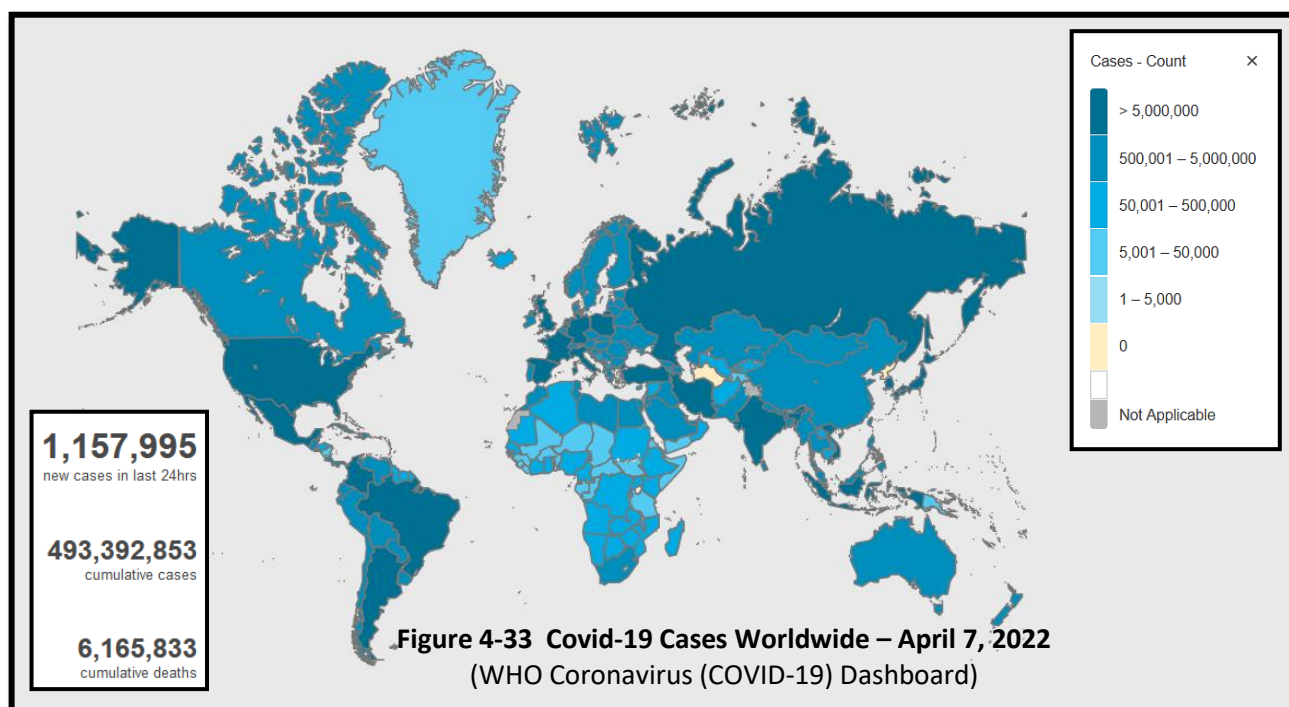 Cases - Count ×
> 5,000,000
500,001 – 5,000,000
50,001 – 500,000
5,001 – 50,000
1 – 5,000
0
Not Applicable
1,157,995
new cases in last 24hrs
493,392,853
cumulative cases
6,165,833
cumulative deaths
Figure 4-33 Covid-19 Cases Worldwide – April 7, 2022
(WHO Coronavirus (COVID-19) Dashboard)